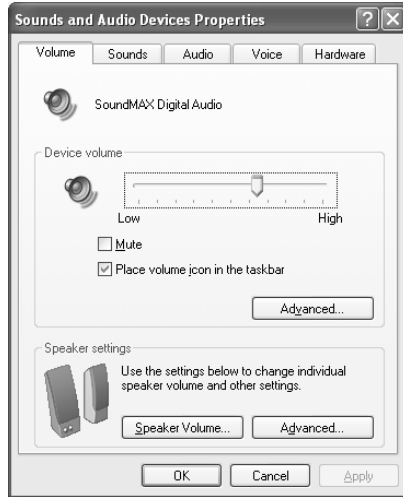 Sounds and Audio Devices Properties
Volume Sounds Audio Voice Hardware
SoundMAX Digital Audio
Device volume
Low High
Mute
Place volume icon in the taskbar
Advanced...
Speaker settings
Use the settings below to change individual
speaker volume and other settings.
Speaker Volume... Advanced...
OK Cancel Apply